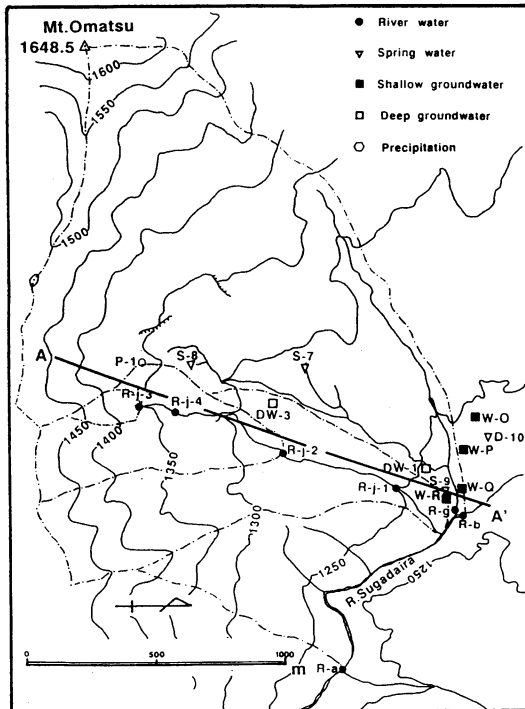 Mt.Omatsu
1648.5
River water
Spring water
Shallow groundwater
Deep groundwater
Precipitation
1600
1550
1500
A
P-1
S-8
S-7
R-j-3
R-j-4
DW-3
W-O
D-10
W-P
1450
1400
R-j-2
DW-1
1350
R-j-1
S-9
W-Q
W-R
R-g
R-b
A'
1300
1250
R.Sugadaira
1250
0
500
1000
m
R-a